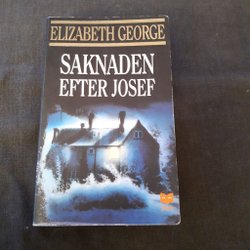 ELIZABETH GEORGE
SAKNADEN
EFTER JOSEF